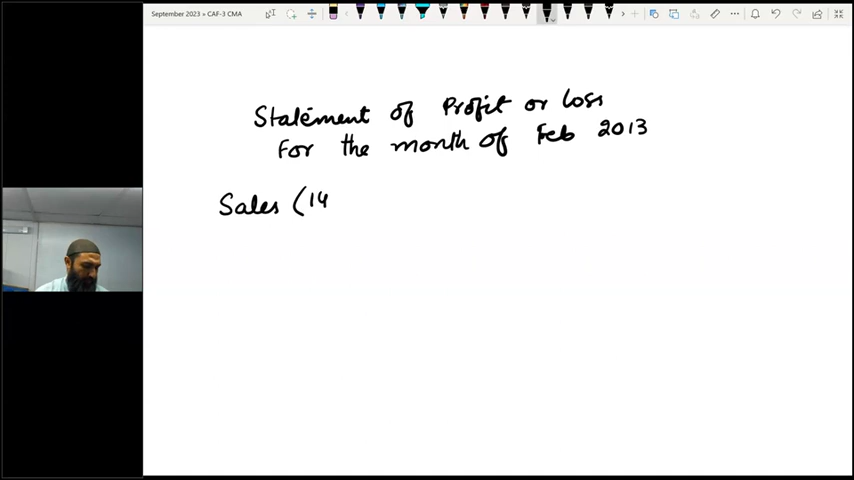 September 2023 » CAF-3 CMA
Statement of Profit or loss
For the month of Feb 2013
Sales (14